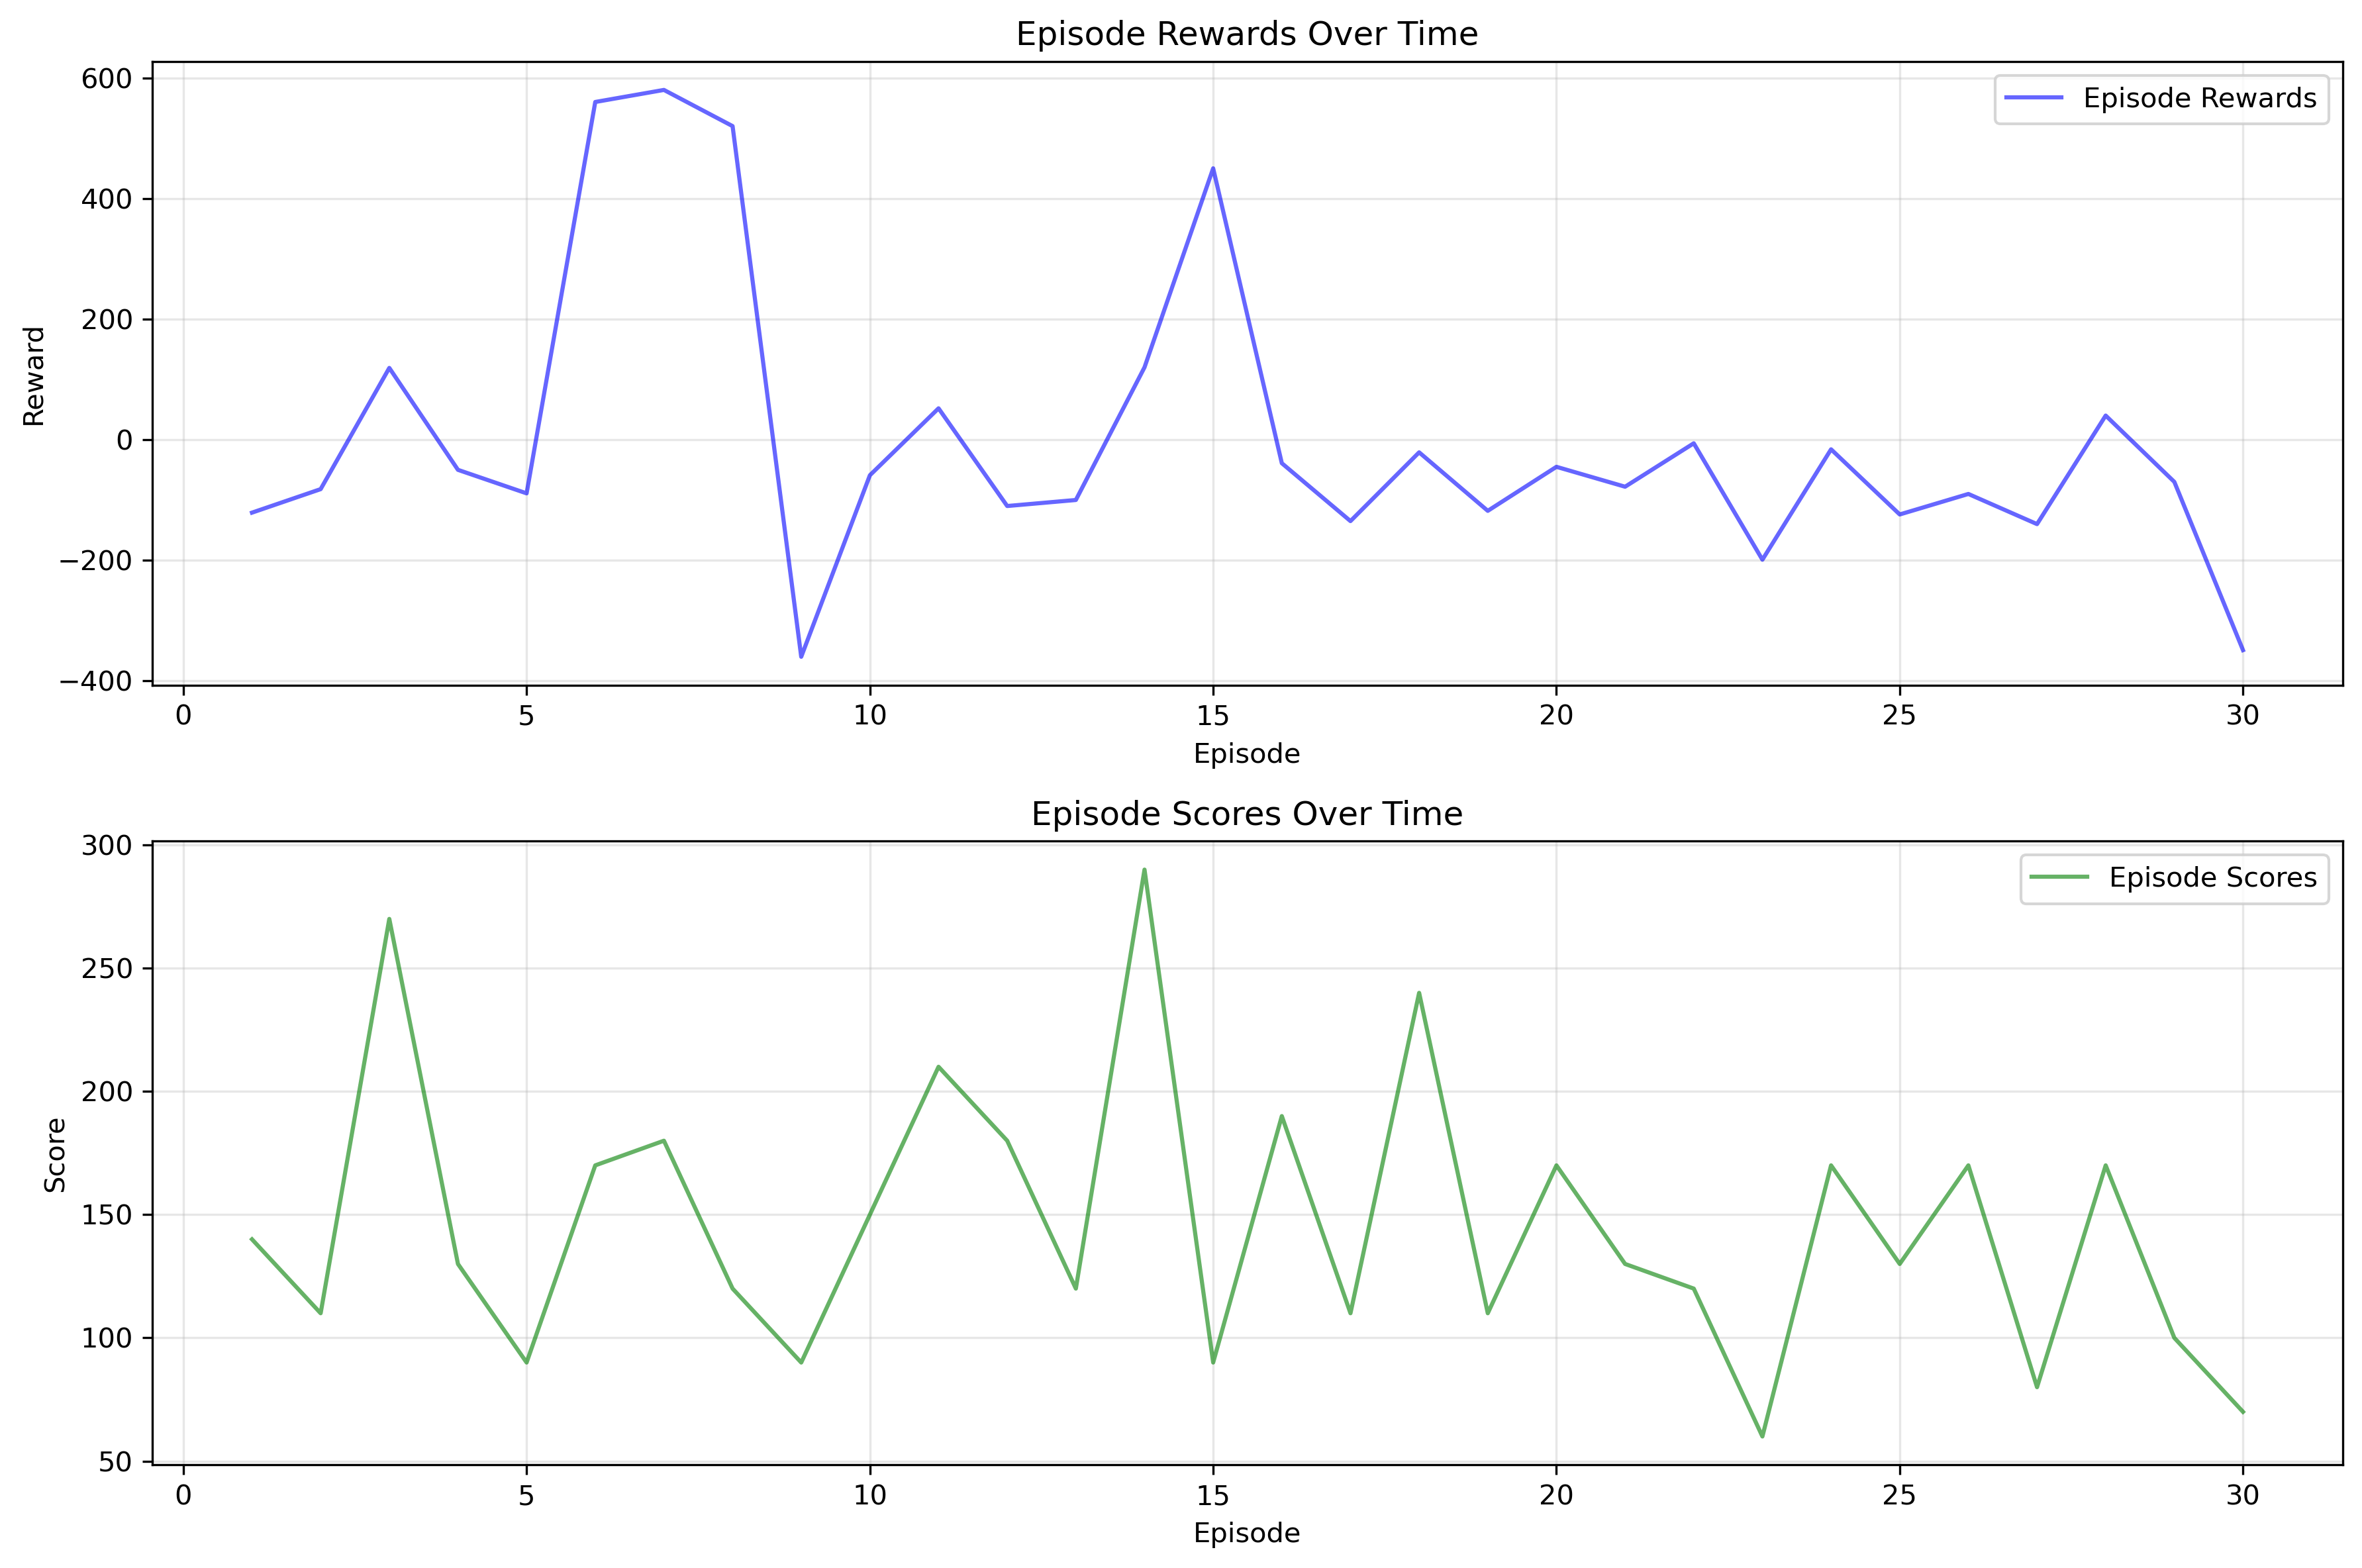 Episode Rewards Over Time
Episode Rewards
600
400
200
0
−200
−400
Reward
0 5 10 15 20 25 30
Episode
Episode Scores Over Time
Episode Scores
300
250
200
150
100
50
Score
0 5 10 15 20 25 30
Episode